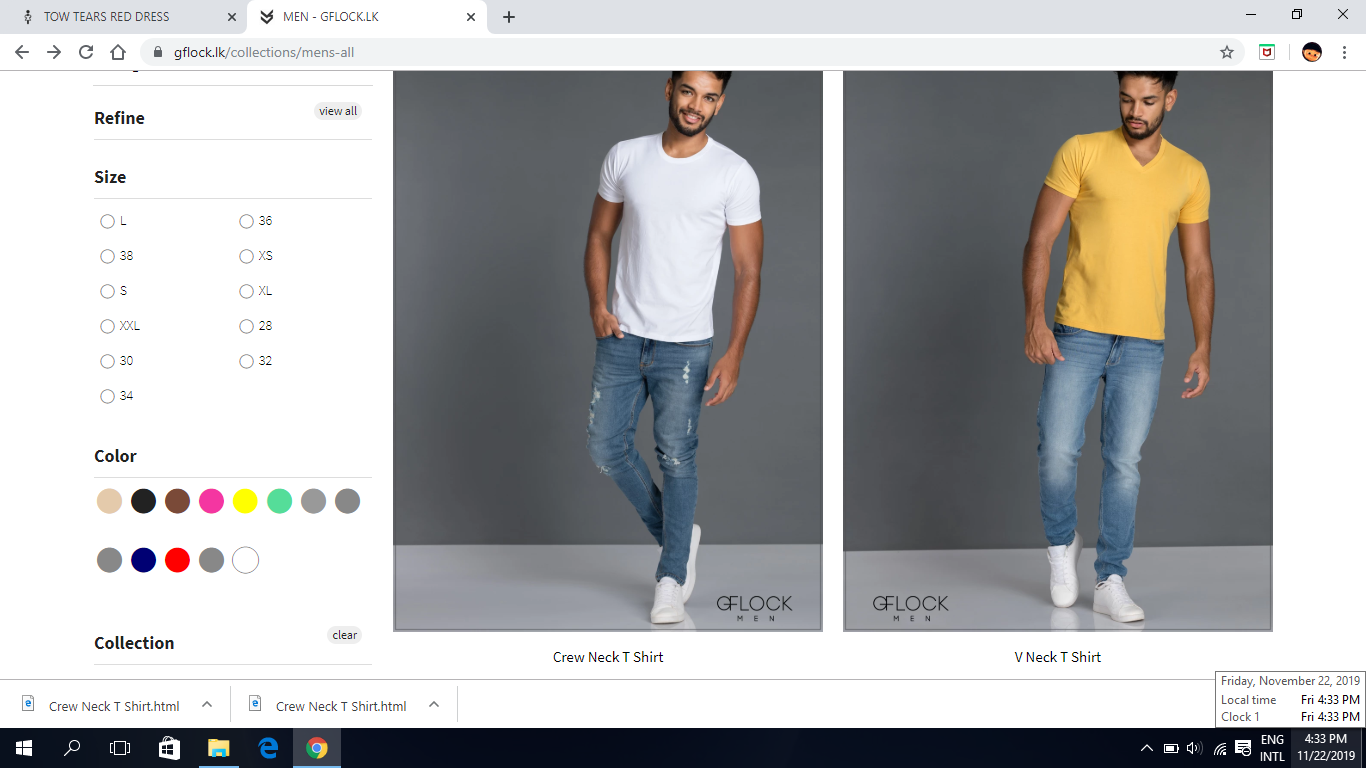 TOW TEARS RED DRESS
MEN - GFLOCK.LK
gflock.lk/collections/mens-all
Refine
view all
Size
L
36
38
XS
S
XL
XXL
28
30
32
34
Color
Collection
clear
GFLOCK
MEN
GFLOCK
MEN
Crew Neck T Shirt
V Neck T Shirt
Crew Neck T Shirt.html
Crew Neck T Shirt.html
Friday, November 22, 2019
Local time Fri 4:33 PM
Clock 1 Fri 4:33 PM
ENG
INTL
4:33 PM
11/22/2019